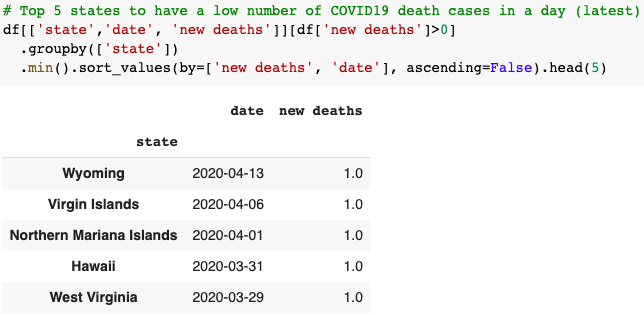 # Top 5 states to have a low number of COVID19 death cases in a day (latest)
df[['state','date', 'new deaths']][df['new deaths']>0]
.groupby(['state'])
.min().sort_values(by=['new deaths', 'date'], ascending=False).head(5)
date new deaths
state
Wyoming 2020-04-13 1.0
Virgin Islands 2020-04-06 1.0
Northern Mariana Islands 2020-04-01 1.0
Hawaii 2020-03-31 1.0
West Virginia 2020-03-29 1.0